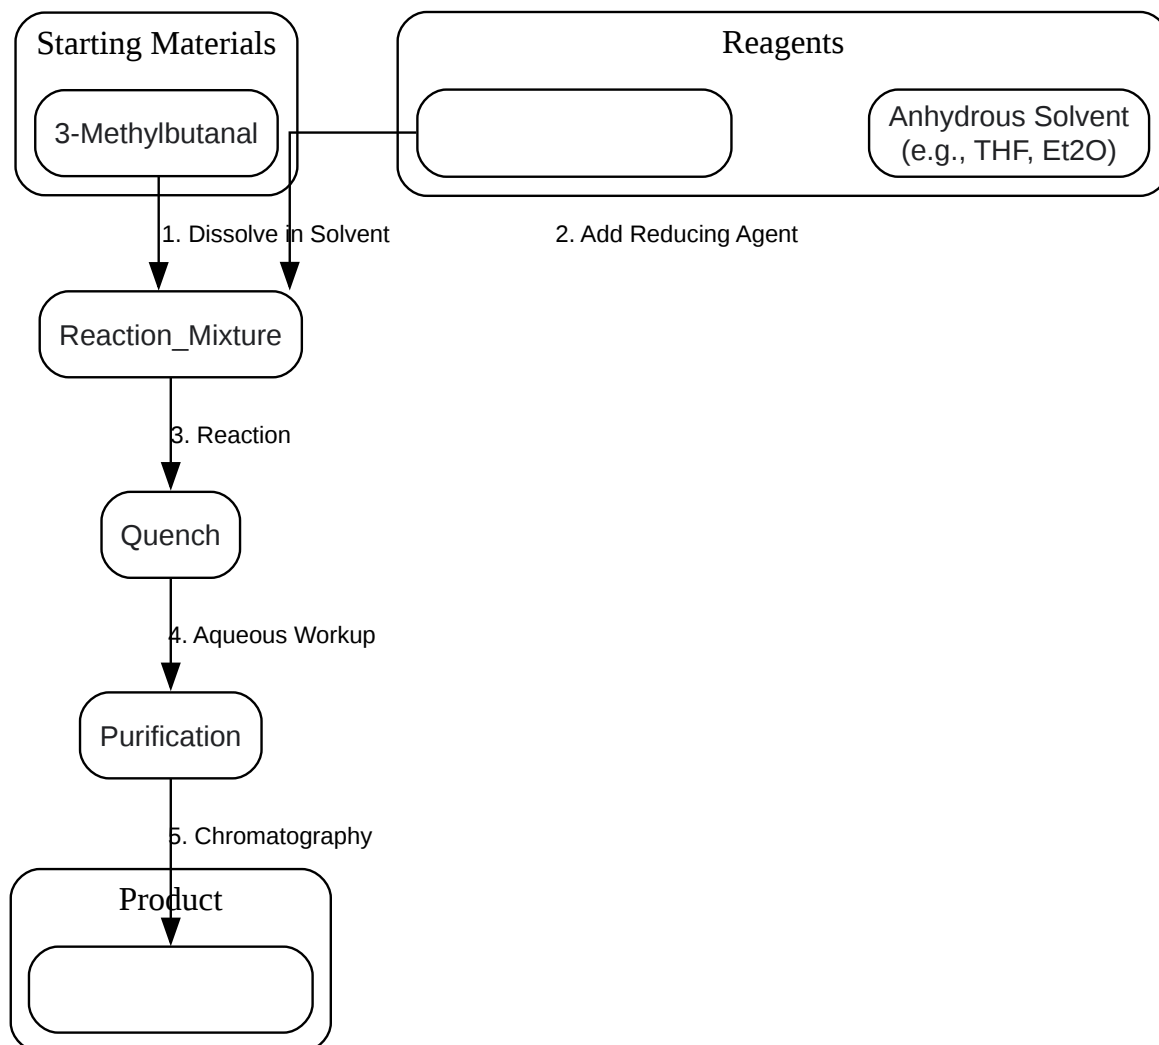 Starting Materials
Reagents
3-Methylbutanal
Anhydrous Solvent
(e.g., THF, Et2O)
1. Dissolve in Solvent
2. Add Reducing Agent
Reaction_Mixture
3. Reaction
Quench
4. Aqueous Workup
Purification
5. Chromatography
Product